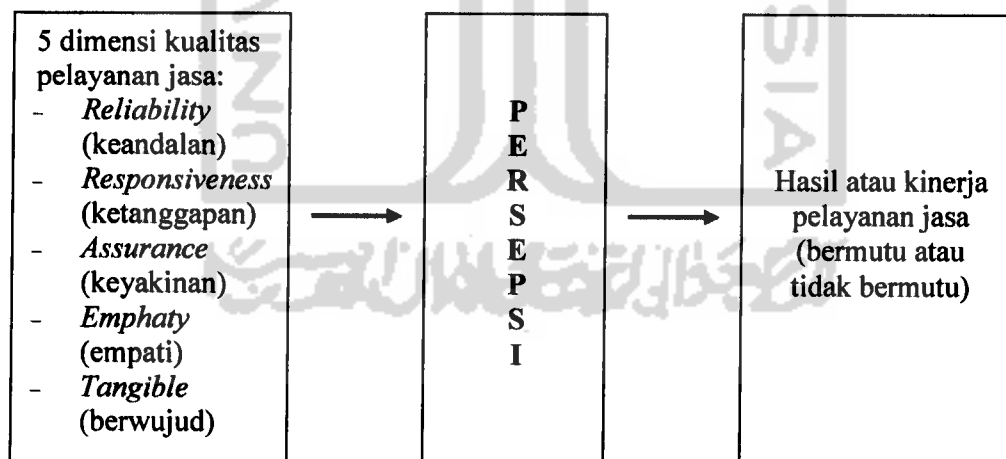 5 dimensi kualitas
pelayanan jasa:
- Reliability
(keandalan)
- Responsiveness
(ketanggapan)
- Assurance
(keyakinan)
- Emphaty
(empati)
- Tangible
(berwujud)
P
E
R
S
E
P
S
I
Hasil atau kinerja
pelayanan jasa
(bermutu atau
tidak bermutu)